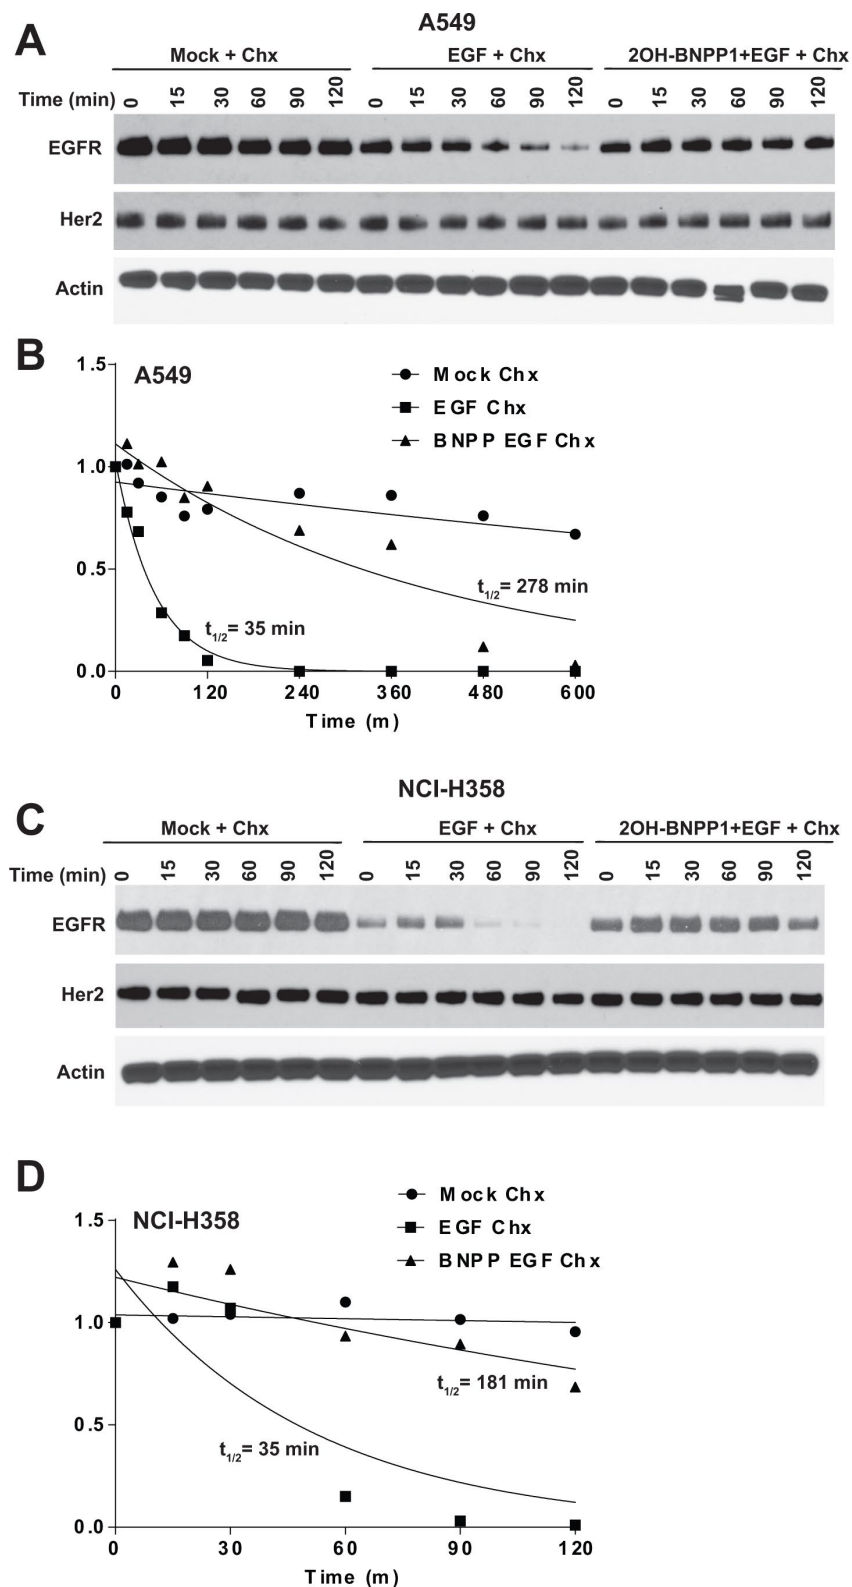 A
A549
Mock + Chx EGF + Chx 2OH-BNPP1+EGF + Chx
Time (min) 0 15 30 60 90 120 0 15 30 60 90 120 0 15 30 60 90 120
EGFR
Her2
Actin
B
A549
Mock Chx
EGF Chx
BNPP EGF Chx
1.5
1.0
0.5
0.0
t1/2= 278 min
t1/2= 35 min
0 120 240 360 480 600
Time (m)
NCI-H358
C
Mock + Chx EGF + Chx 2OH-BNPP1+EGF + Chx
Time (min) 0 15 30 60 90 120 0 15 30 60 90 120 0 15 30 60 90 120
EGFR
Her2
Actin
D
NCI-H358
Mock Chx
EGF Chx
BNPP EGF Chx
1.5
1.0
0.5
0.0
t1/2= 181 min
t1/2= 35 min
0 30 60 90 120
Time (m)